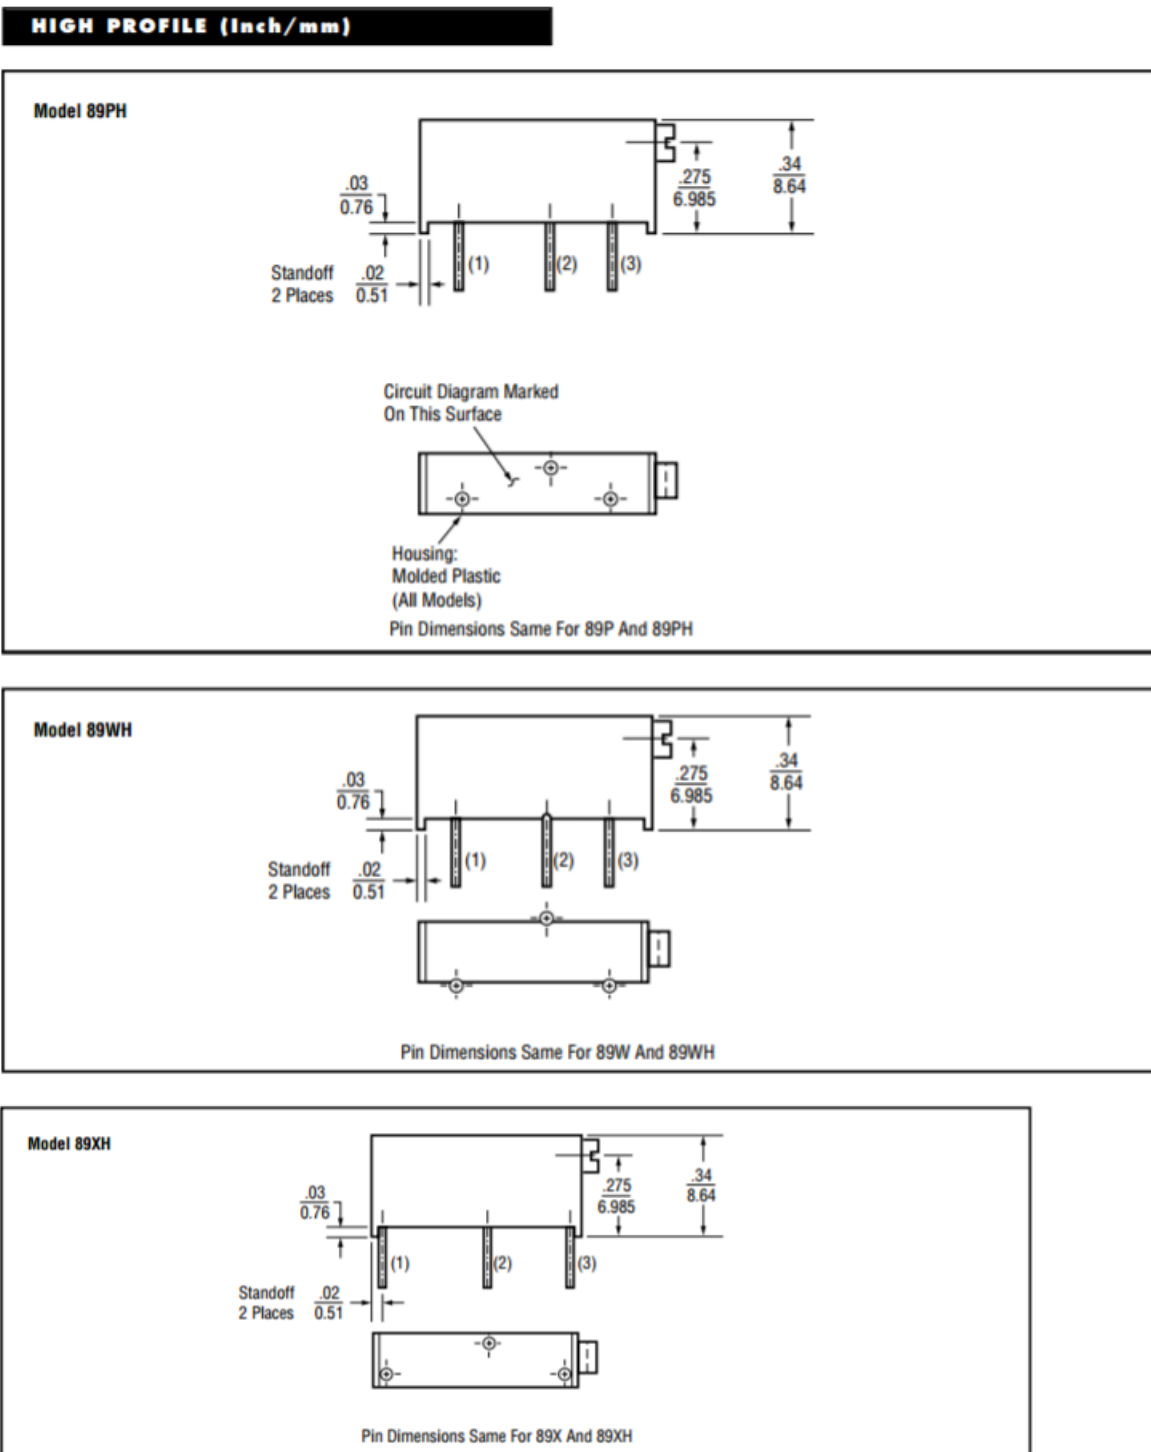 HIGH PROFILE (Inch/mm)
Model 89PH
.03
0.76
.275
6.985
.34
8.64
(1)
(2)
(3)
Standoff
2 Places
.02
0.51
Circuit Diagram Marked
On This Surface
Housing:
Molded Plastic
(All Models)
Pin Dimensions Same For 89P And 89PH
Model 89WH
.03
0.76
.275
6.985
.34
8.64
(1)
(2)
(3)
Standoff
2 Places
.02
0.51
Pin Dimensions Same For 89W And 89WH
Model 89XH
.03
0.76
.275
6.985
.34
8.64
(1)
(2)
(3)
Standoff
2 Places
.02
0.51
Pin Dimensions Same For 89X And 89XH